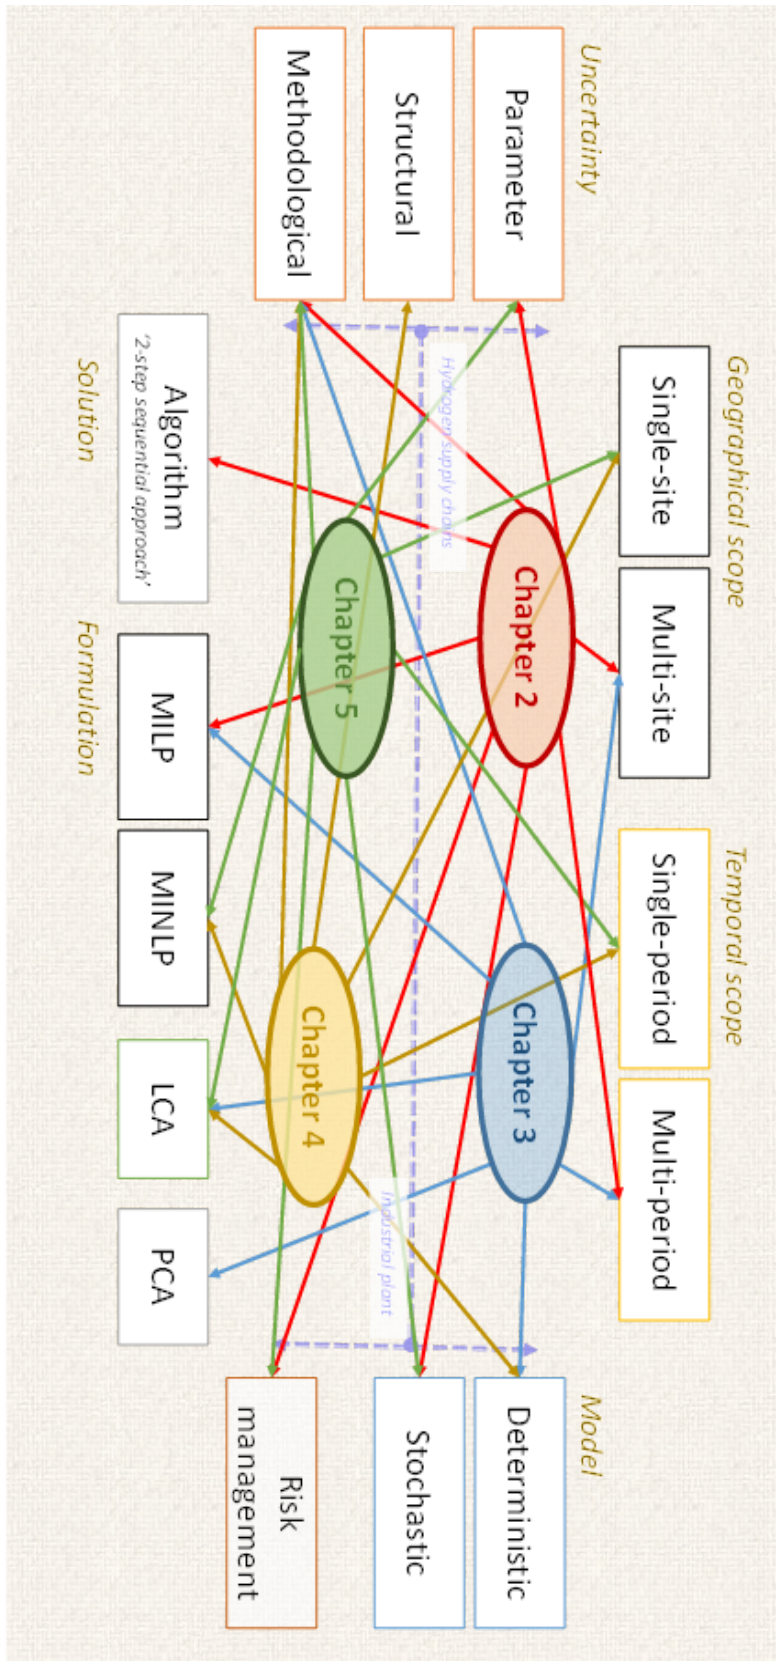 Geographical scope
Temporal scope
Single-site
Multi-site
Single-period
Multi-period
Uncertainty
Model
Parameter
Structural
Methodological
Chapter 2
Chapter 3
Hydrogen supply chains
Industrial plant
Chapter 5
Chapter 4
Deterministic
Stochastic
Risk
management
Algorithm
'2-step sequential approach'
MILP
MINLP
LCA
PCA
Solution
Formulation